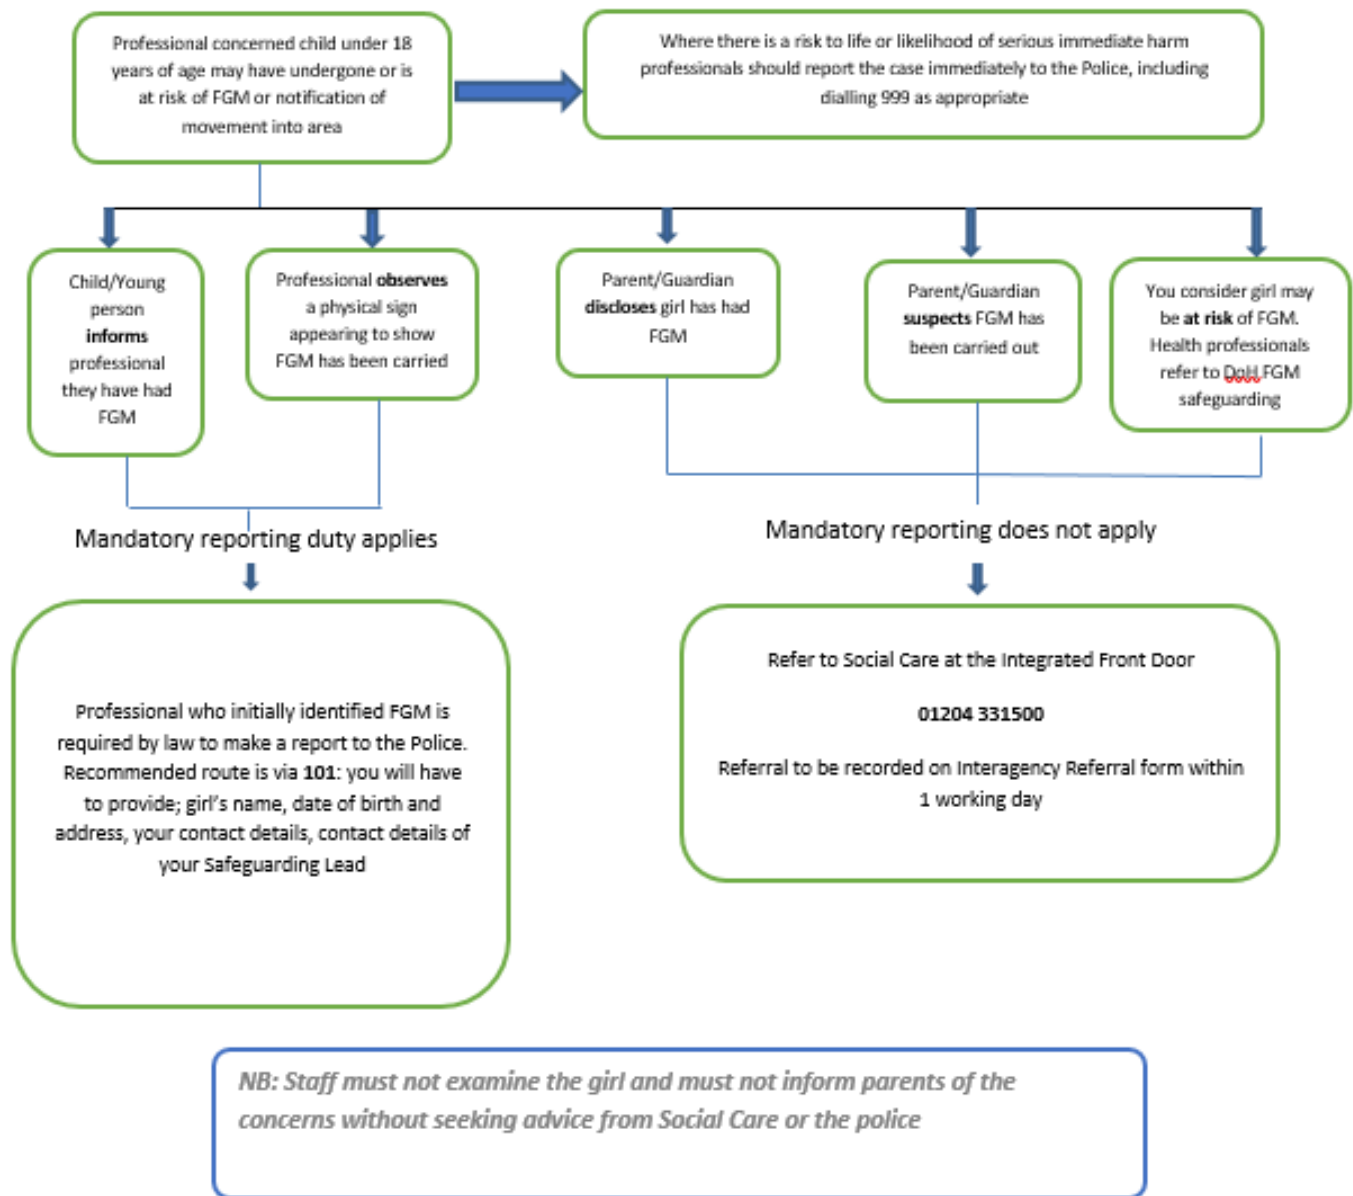 Professional concerned child under 18
years of age may have undergone or is
at risk of FGM or notification of
movement into area
Where there is a risk to life or likelihood of serious immediate harm
professionals should report the case immediately to the Police, including
dialling 999 as appropriate
Child/Young
person
informs
professional
they have had
FGM
Professional observes
a physical sign
appearing to show
FGM has been carried
Parent/Guardian
discloses girl has had
FGM
Parent/Guardian
suspects FGM has
been carried out
You consider girl may
be at risk of FGM.
Health professionals
refer to DoH FGM
safeguarding
Mandatory reporting duty applies
Mandatory reporting does not apply
Professional who initially identified FGM is
required by law to make a report to the Police.
Recommended route is via 101: you will have
to provide; girl's name, date of birth and
address, your contact details, contact details of
your Safeguarding Lead
Refer to Social Care at the Integrated Front Door
01204 331500
Referral to be recorded on Interagency Referral form within
1 working day
NB: Staff must not examine the girl and must not inform parents of the
concerns without seeking advice from Social Care or the police